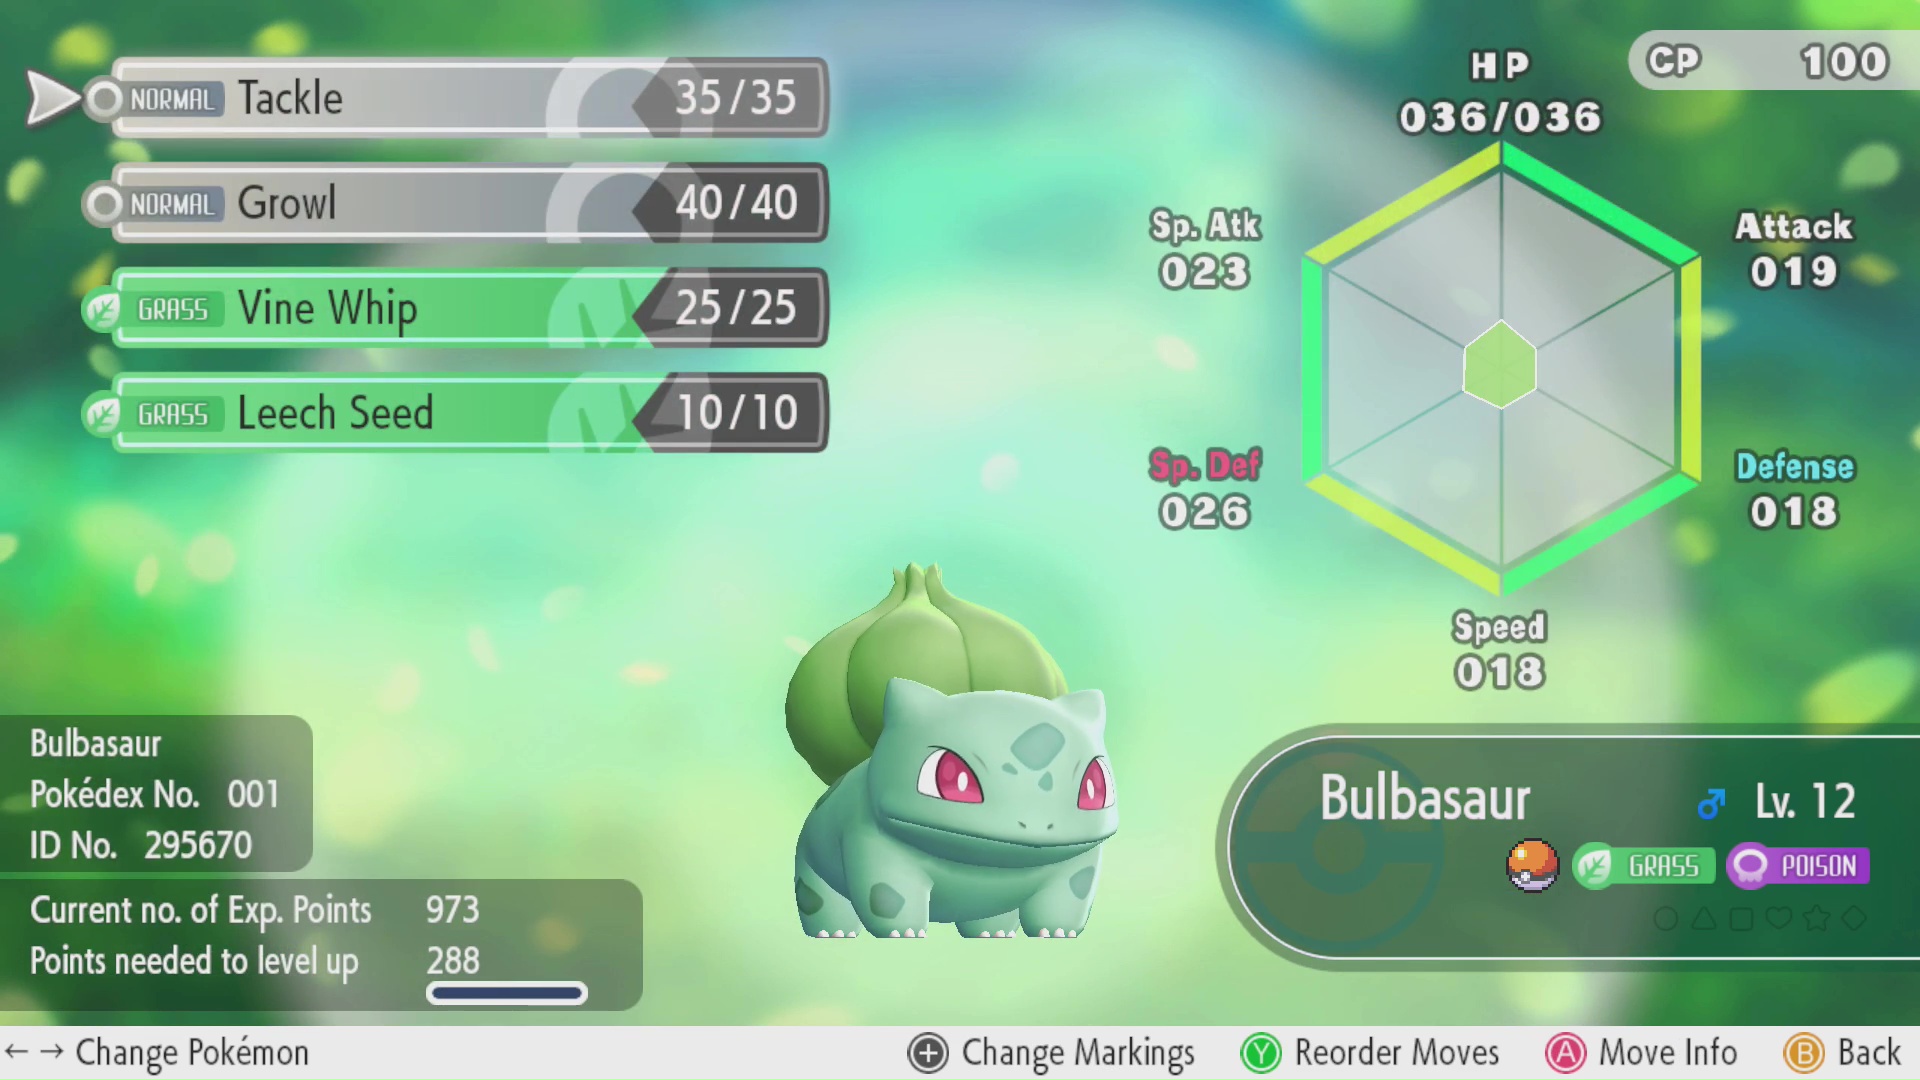 NORMAL Tackle 35/35
NORMAL Growl 40/40
GRASS Vine Whip 25/25
GRASS Leech Seed 10/10
CP 100
HP
036/036
Sp. Atk
023
Attack
019
Sp. Def
026
Defense
018
Speed
018
Bulbasaur
Pokédex No. 001
ID No. 295670
Current no. of Exp. Points 973
Points needed to level up 288
Bulbasaur ♂ Lv. 12
GRASS POISON
← → Change Pokémon
+ Change Markings Y Reorder Moves A Move Info B Back